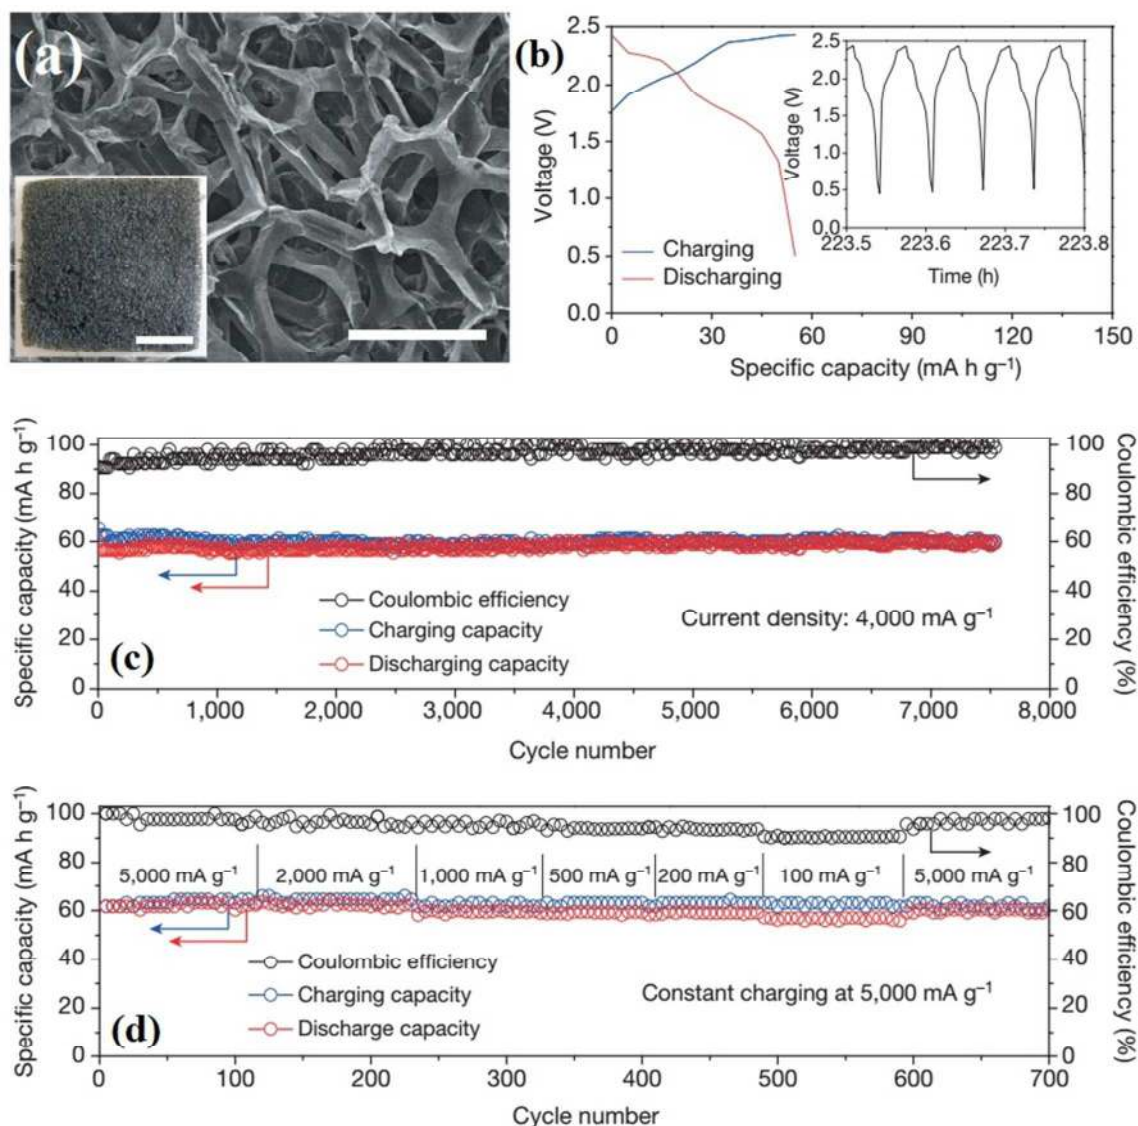 (a)
(b)
2.5
2.0
1.5
1.0
2.5
0.0
Voltage (V)
Charging
Discharging
0
30
60
90
120
150
Specific capacity (mA h g–1)
2.5
2.0
1.5
1.0
0.5
0.0
Voltage (V)
223.5
223.6
223.7
223.8
Time (h)
Specific capacity (mA h g–1)
100
80
60
40
20
0
Coulombic efficiency
Charging capacity
Discharging capacity
Current density: 4,000 mA g–1
(c)
100
80
60
40
20
0
Coulombic efficiency (%)
0
1,000
2,000
3,000
4,000
5,000
6,000
7,000
8,000
Cycle number
Specific capacity (mA h g–1)
100
80
60
40
20
0
5,000 mA g–1
2,000 mA g–1
1,000 mA g–1
500 mA g–1
200 mA g–1
100 mA g–1
5,000 mA g–1
Coulombic efficiency
Charging capacity
Discharge capacity
Constant charging at 5,000 mA g–1
(d)
100
80
60
40
20
0
Coulombic efficiency (%)
0
100
200
300
400
500
600
700
Cycle number